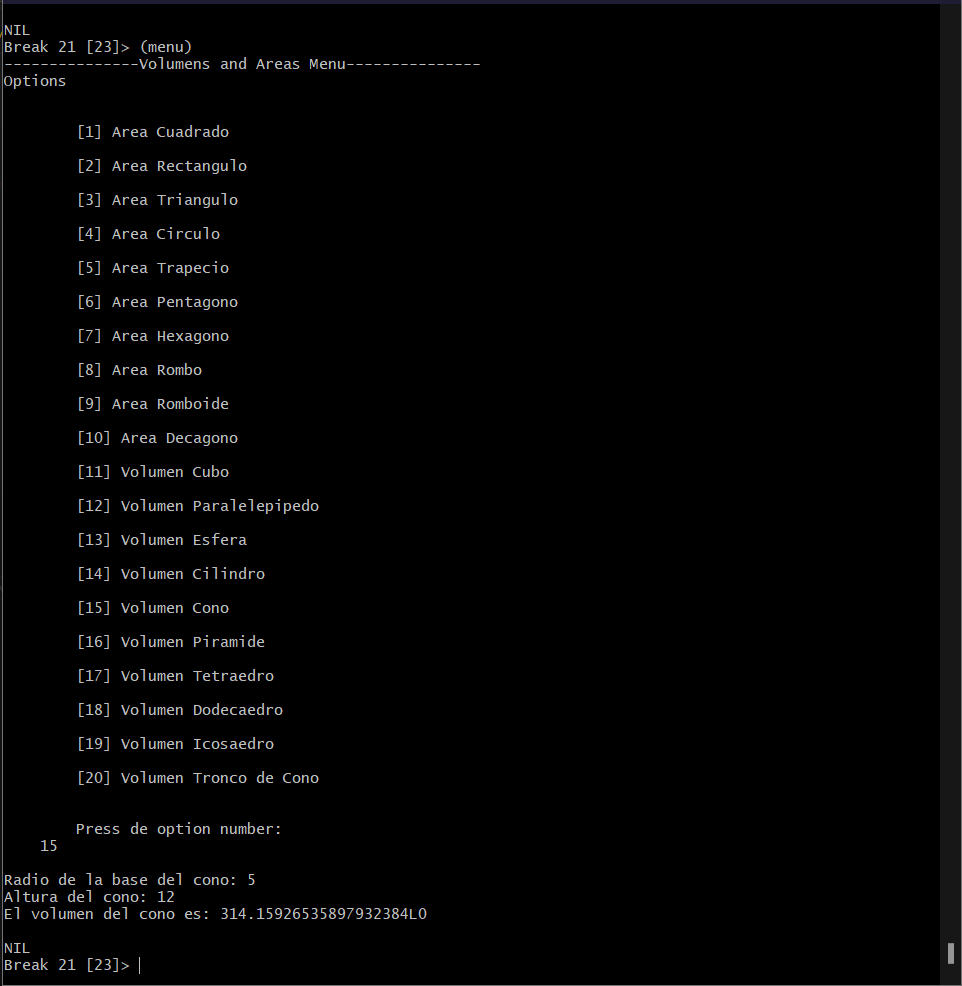 NIL
Break 21 [23]> (menu)
---------------Volumens and Areas Menu---------------
Options
[1] Area Cuadrado
[2] Area Rectangulo
[3] Area Triangulo
[4] Area Circulo
[5] Area Trapecio
[6] Area Pentagono
[7] Area Hexagono
[8] Area Rombo
[9] Area Romboide
[10] Area Decagono
[11] Volumen Cubo
[12] Volumen Paralelepipedo
[13] Volumen Esfera
[14] Volumen Cilindro
[15] Volumen Cono
[16] Volumen Piramide
[17] Volumen Tetraedro
[18] Volumen Dodecaedro
[19] Volumen Icosaedro
[20] Volumen Tronco de Cono
Press de option number:
15
Radio de la base del cono: 5
Altura del cono: 12
El volumen del cono es: 314.15926535897932384L0
NIL
Break 21 [23]>